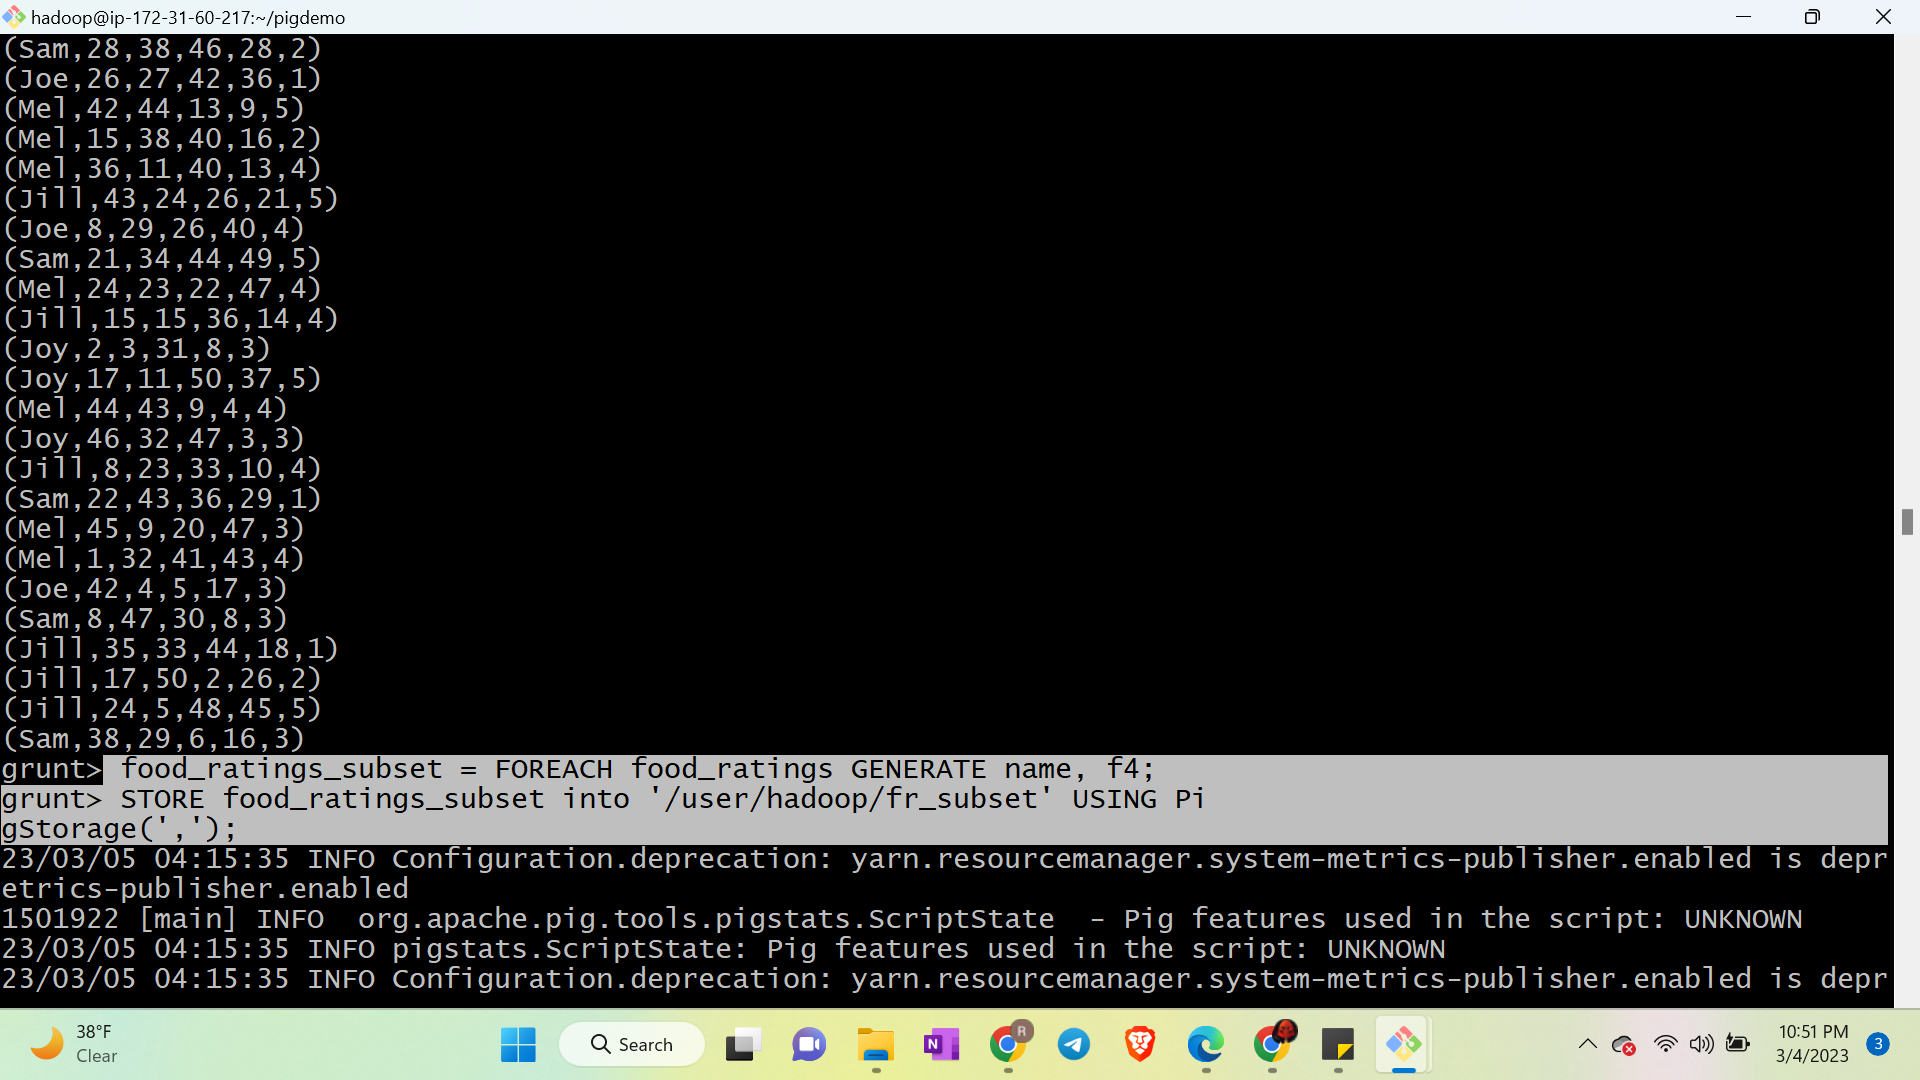 hadoop@ip-172-31-60-217:~/pigdemo
(Sam,28,38,46,28,2)
(Joe,26,27,42,36,1)
(Mel,42,44,13,9,5)
(Mel,15,38,40,16,2)
(Mel,36,11,40,13,4)
(Jill,43,24,26,21,5)
(Joe,8,29,26,40,4)
(Sam,21,34,44,49,5)
(Mel,24,23,22,47,4)
(Jill,15,15,36,14,4)
(Joy,2,3,31,8,3)
(Joy,17,11,50,37,5)
(Mel,44,43,9,4,4)
(Joy,46,32,47,3,3)
(Jill,8,23,33,10,4)
(Sam,22,43,36,29,1)
(Mel,45,9,20,47,3)
(Mel,1,32,41,43,4)
(Joe,42,4,5,17,3)
(Sam,8,47,30,8,3)
(Jill,35,33,44,18,1)
(Jill,17,50,2,26,2)
(Jill,24,5,48,45,5)
(Sam,38,29,6,16,3)
grunt> food_ratings_subset = FOREACH food_ratings GENERATE name, f4;
grunt> STORE food_ratings_subset into '/user/hadoop/fr_subset' USING Pi
gStorage(',');
23/03/05 04:15:35 INFO Configuration.deprecation: yarn.resourcemanager.system-metrics-publisher.enabled is depr
etrics-publisher.enabled
1501922 [main] INFO  org.apache.pig.tools.pigstats.ScriptState  - Pig features used in the script: UNKNOWN
23/03/05 04:15:35 INFO pigstats.ScriptState: Pig features used in the script: UNKNOWN
23/03/05 04:15:35 INFO Configuration.deprecation: yarn.resourcemanager.system-metrics-publisher.enabled is depr
38°F
Clear
Search
N
R
10:51 PM
3/4/2023
3